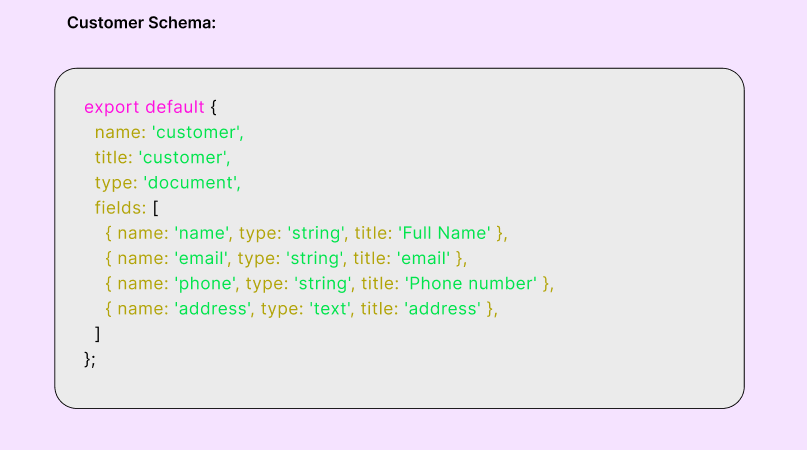 Customer Schema:
export default {
name: 'customer',
title: 'customer',
type: 'document',
fields: [
{ name: 'name', type: 'string', title: 'Full Name' },
{ name: 'email', type: 'string', title: 'email' },
{ name: 'phone', type: 'string', title: 'Phone number' },
{ name: 'address', type: 'text', title: 'address' },
]
};